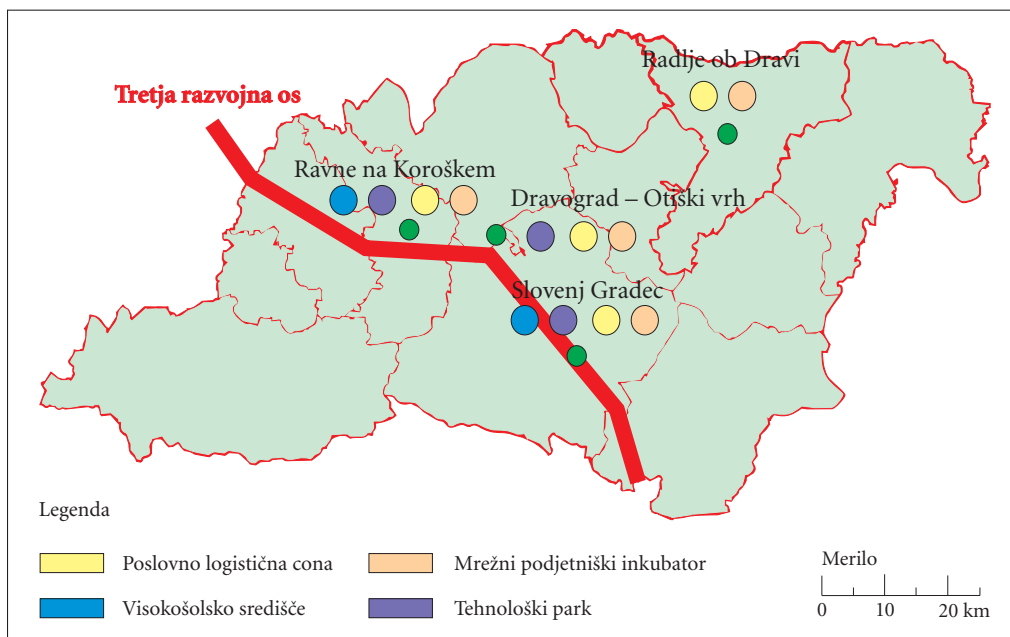 Radlje ob Dravi
Tretja razvojna os
Ravne na Koroškem
Dravograd – Otiški vrh
Slovenj Gradec
Legenda
Poslovno logistična cona
Mrežni podjetniški inkubator
Visokošolsko središče
Tehnološki park
Merilo
0 10 20 km